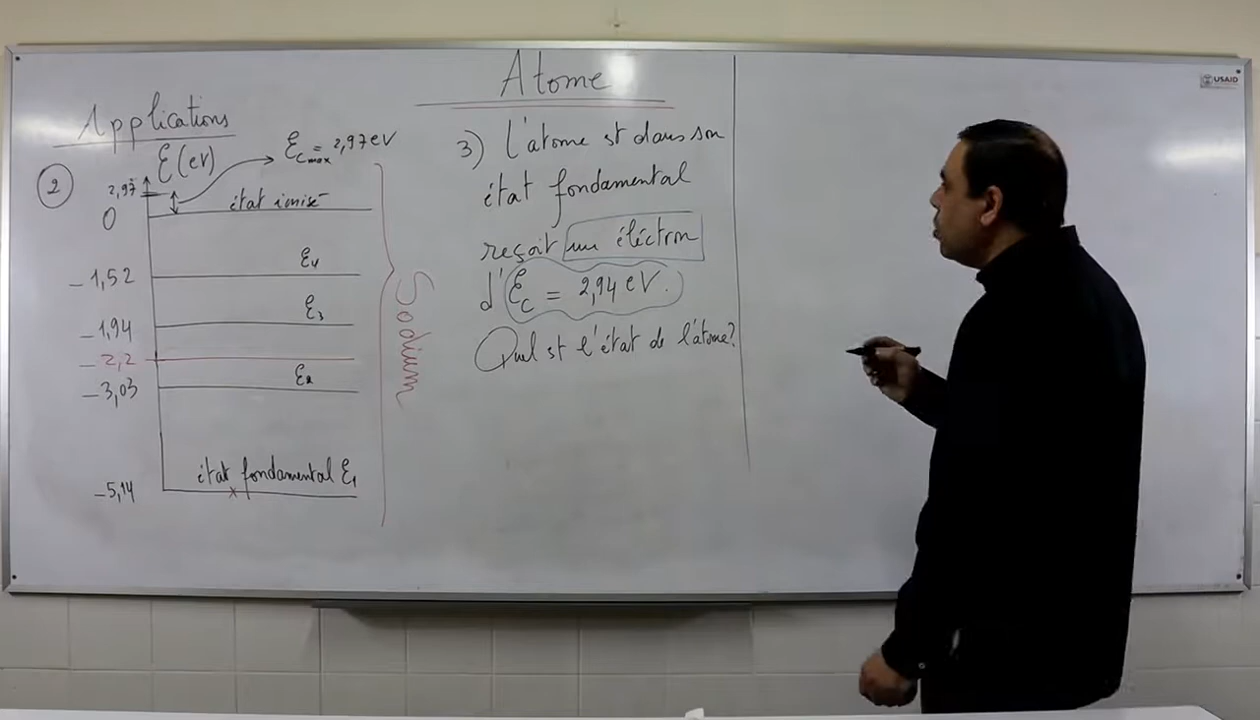 Atome
USAID
Applications
2
E(ev)
Ec max = 2,97 eV
2,97
0
état ionisé
-1,52
E4
-1,94
E3
-2,2
-3,03
E2
-5,14
état fondamental E1
Sodium
3) L'atome st dans son
état fondamental
reçoit un éléctron
d'Ec = 2,94 eV.
Quel st l'état de l'atome?